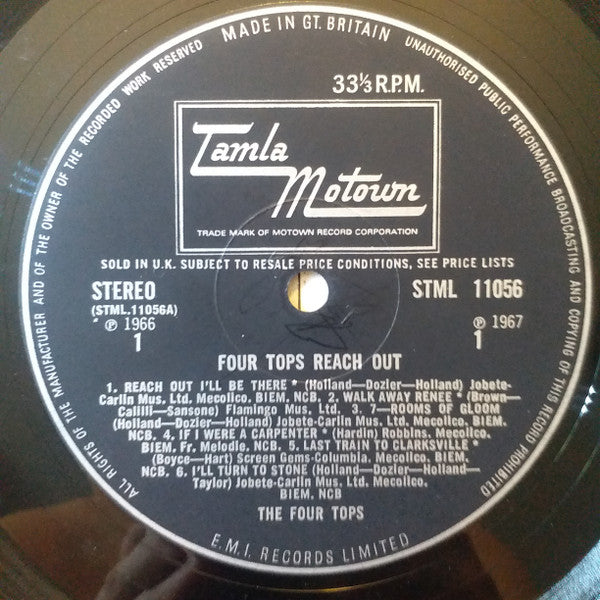 MADE IN GT. BRITAIN
ALL RIGHTS OF THE MANUFACTURER AND OF THE OWNER OF THE RECORDED WORK RESERVED
UNAUTHORISED PUBLIC PERFORMANCE BROADCASTING AND COPYING OF THIS RECORD PROHIBITED
33⅓ R.P.M.
Tamla
Motown
TRADE MARK OF MOTOWN RECORD CORPORATION
SOLD IN U.K. SUBJECT TO RESALE PRICE CONDITIONS, SEE PRICE LISTS
STEREO STML 11056
(STML.11056A)
* ℗ 1966 ℗ 1967
1 1
FOUR TOPS REACH OUT
1. REACH OUT I'LL BE THERE * (Holland—Dozier—Holland) Jobete-
Carlin Mus. Ltd. Mecolico. BIEM, NCB. 2. WALK AWAY RENEE * (Brown—
Callilli—Sansone) Flamingo Mus. Ltd. 3. 7—ROOMS OF GLOOM
(Holland—Dozier—Holland) Jobete-Carlin Mus. Ltd. Mecolico. BIEM.
NCB. 4. IF I WERE A CARPENTER * (Hardin) Robbins. Mecolico.
BIEM, Fr. Melodie. NCB. 5. LAST TRAIN TO CLARKSVILLE *
(Boyce—Hart) Screen Gems-Columbia. Mecolico. BIEM,
NCB. 6. I'LL TURN TO STONE (Holland—Dozier—Holland—
Taylor) Jobete-Carlin Mus. Ltd. Mecolico.
BIEM. NCB
THE FOUR TOPS
E.M.I. RECORDS LIMITED